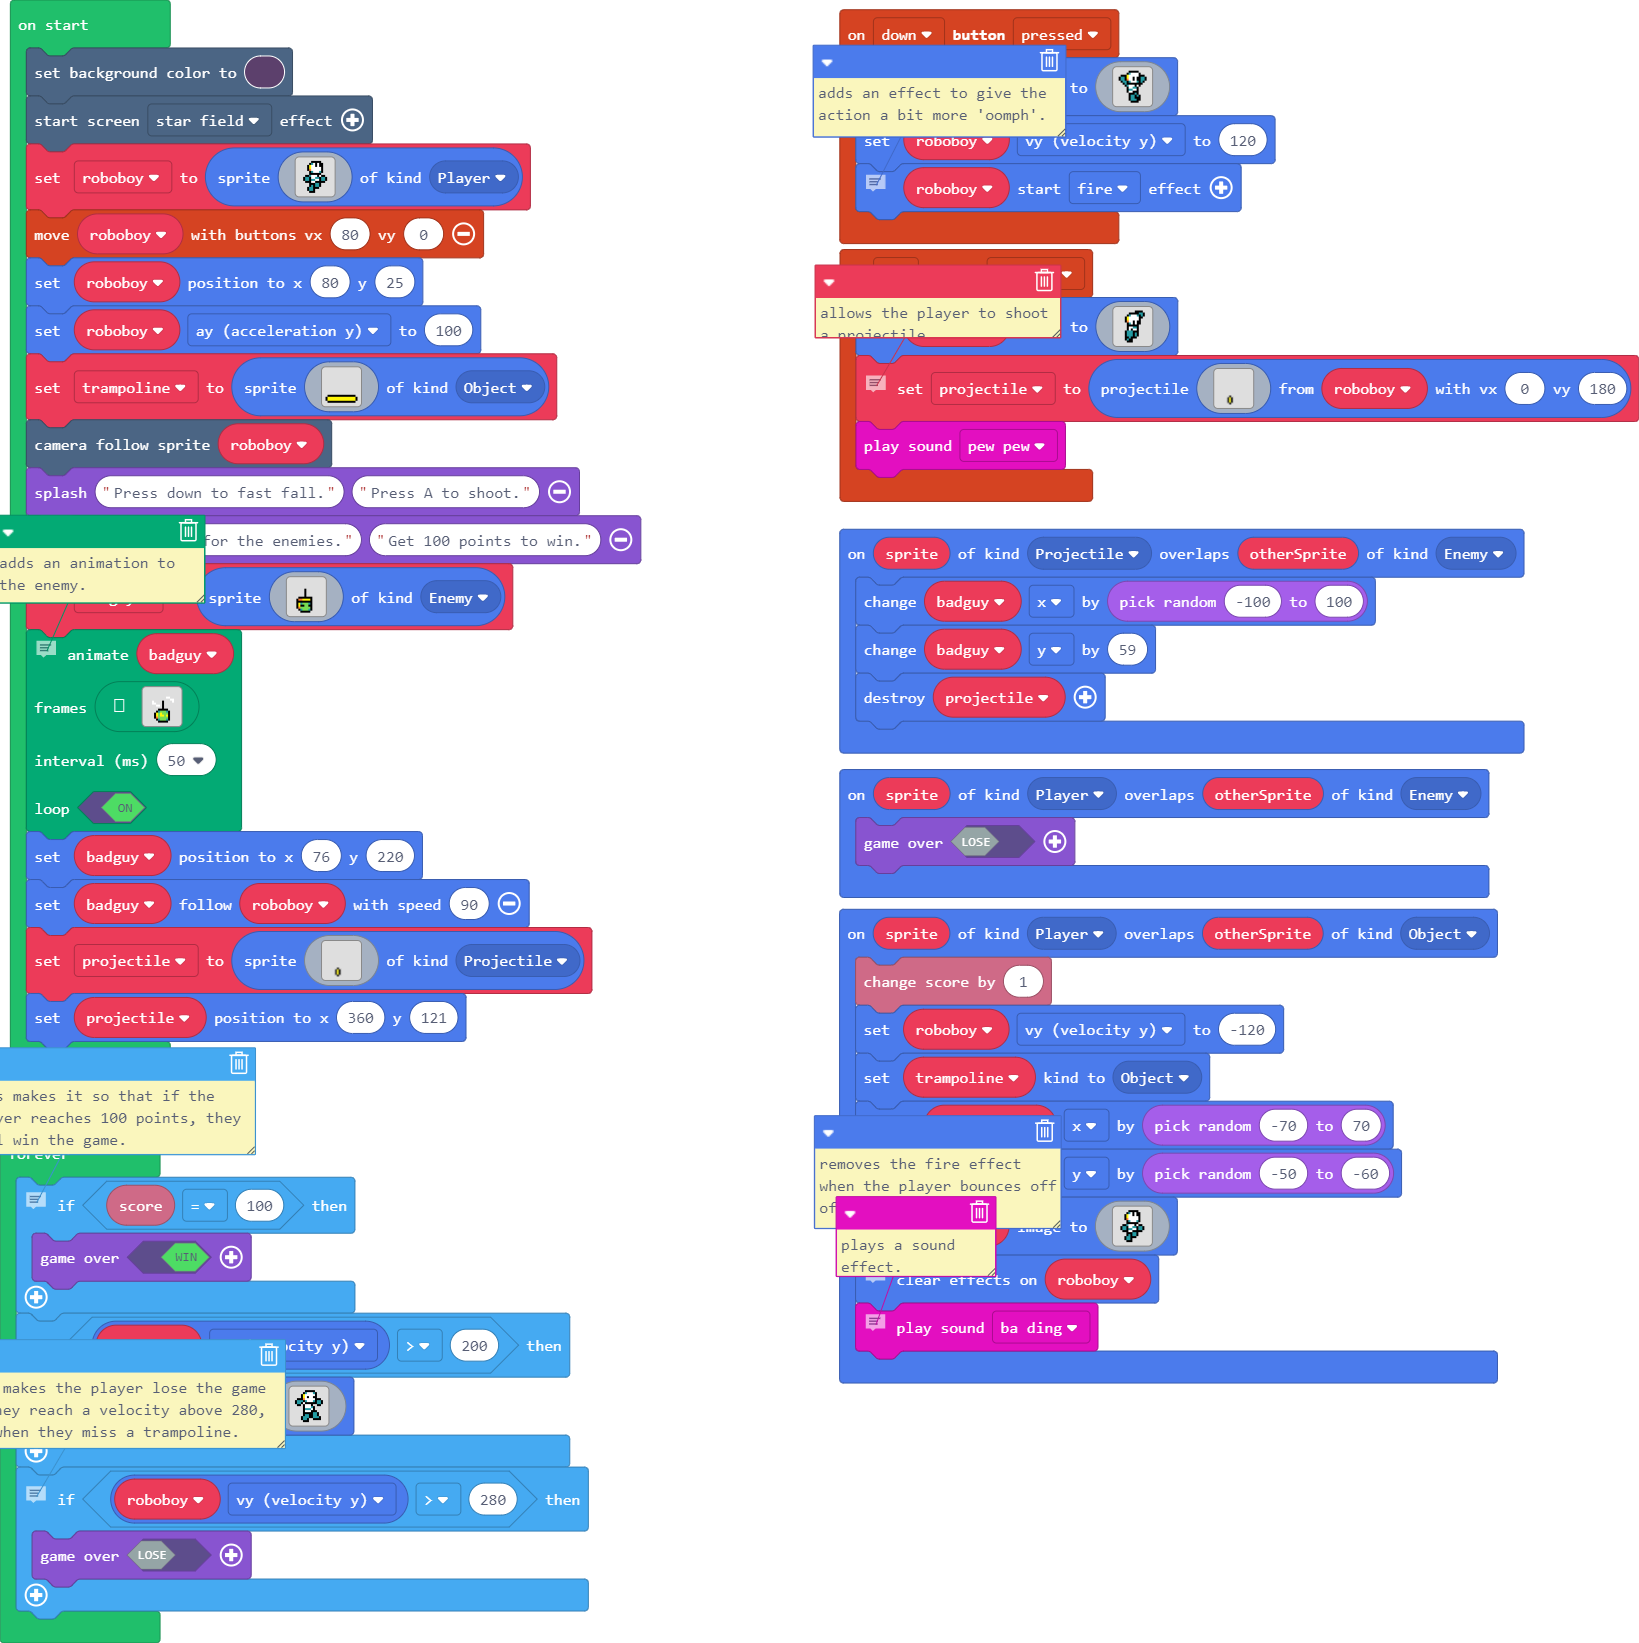 on start
set background color to
start screen star field effect
set roboboy to sprite of kind Player
move roboboy with buttons vx 80 vy 0
set roboboy position to x 80 y 25
set roboboy ay (acceleration y) to 100
set trampoline to sprite of kind Object
camera follow sprite roboboy
splash "Press down to fast fall." "Press A to shoot."
for the enemies." "Get 100 points to win."
adds an animation to
the enemy.
sprite of kind Enemy
animate badguy
frames
interval (ms) 50
loop ON
set badguy position to x 76 y 220
set badguy follow roboboy with speed 90
set projectile to sprite of kind Projectile
set projectile position to x 360 y 121
makes it so that if the
reaches 100 points, they
win the game.
forever
if score = 100 then
game over WIN
y) > 200 then
makes the player lose the game
reach a velocity above 280,
when they miss a trampoline.
if roboboy vy (velocity y) > 280 then
game over LOSE
on down button pressed
adds an effect to give the
action a bit more 'oomph'.
to
set roboboy vy (velocity y) to 120
roboboy start fire effect
allows the player to shoot
a projectile
to
set projectile to projectile from roboboy with vx 0 vy 180
play sound pew pew
on sprite of kind Projectile overlaps otherSprite of kind Enemy
change badguy x by pick random -100 to 100
change badguy y by 59
destroy projectile
on sprite of kind Player overlaps otherSprite of kind Enemy
game over LOSE
on sprite of kind Player overlaps otherSprite of kind Object
change score by 1
set roboboy vy (velocity y) to -120
set trampoline kind to Object
x by pick random -70 to 70
y by pick random -50 to -60
removes the fire effect
when the player bounces off
of
image to
plays a sound
effect.
clear effects on roboboy
play sound ba ding